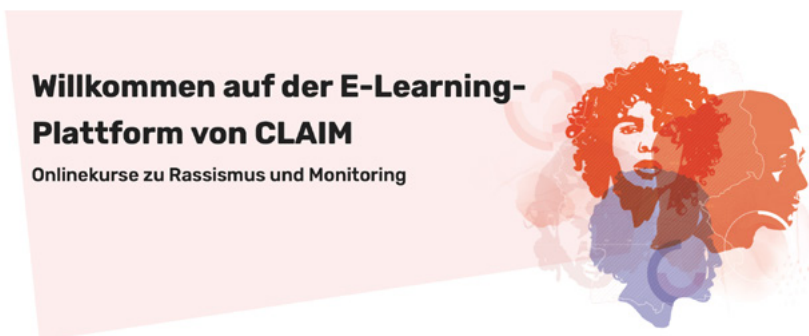 Willkommen auf der E-Learning-
Plattform von CLAIM
Onlinekurse zu Rassismus und Monitoring